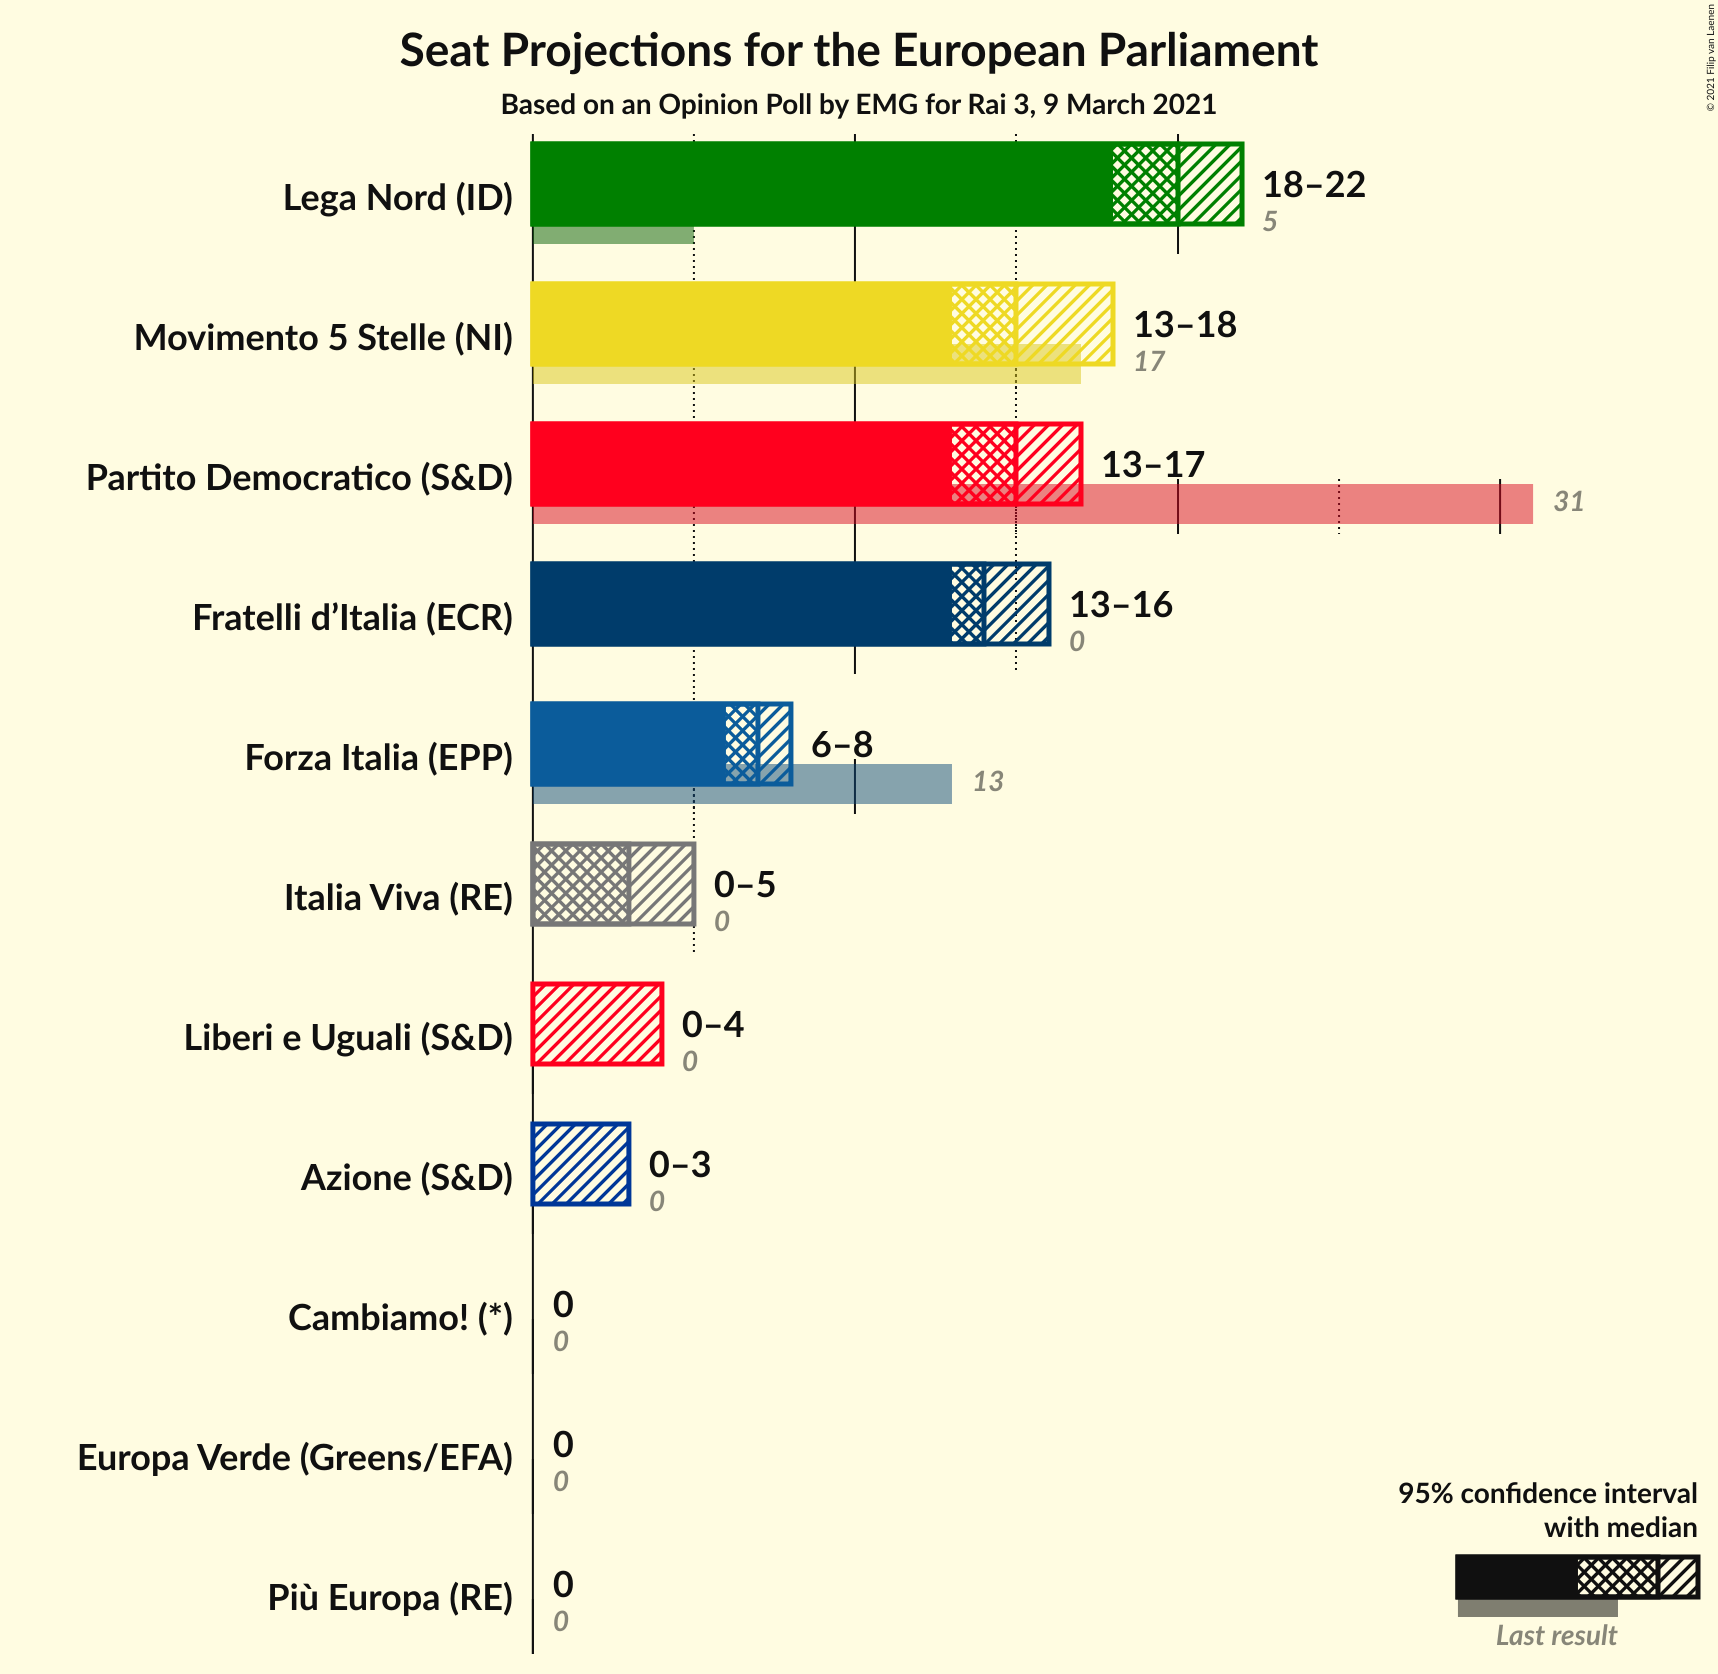 Seat Projections for the European Parliament
Based on an Opinion Poll by EMG for Rai 3, 9 March 2021
© 2021 Filip van Laenen
Lega Nord (ID)
18–22
5
Movimento 5 Stelle (NI)
13–18
17
Partito Democratico (S&D)
13–17
31
Fratelli d’Italia (ECR)
13–16
0
Forza Italia (EPP)
6–8
13
Italia Viva (RE)
0–5
0
Liberi e Uguali (S&D)
0–4
0
Azione (S&D)
0–3
0
Cambiamo! (*)
0
0
Europa Verde (Greens/EFA)
0
0
Più Europa (RE)
0
0
95% confidence interval
with median
Last result